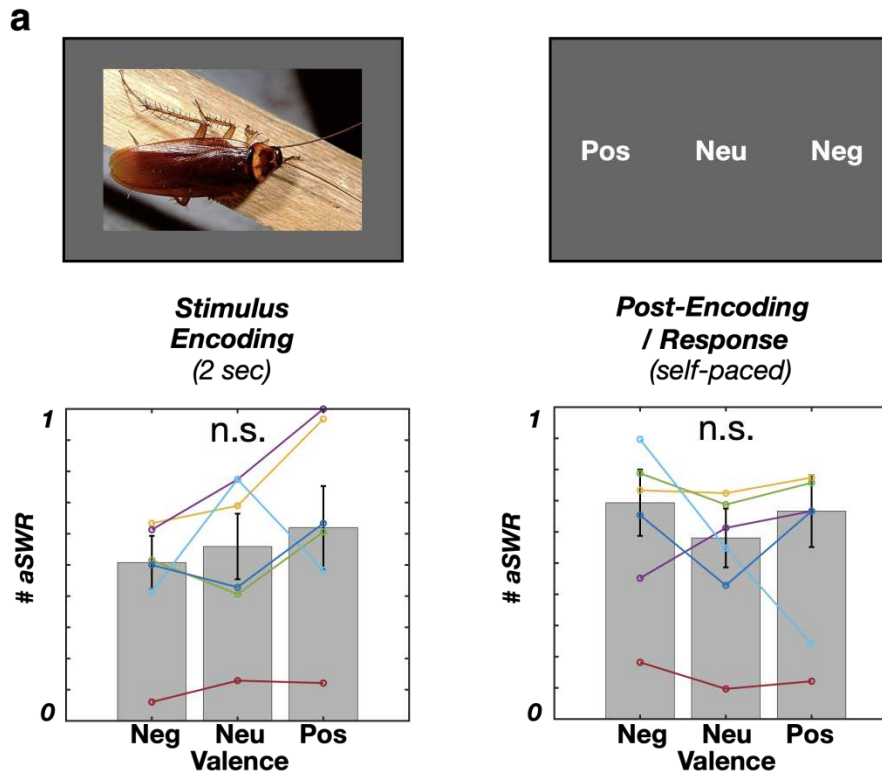 a
Pos Neu Neg
Stimulus
Encoding
(2 sec)
Post-Encoding
/ Response
(self-paced)
1
n.s.
# aSWR
0
Neg Neu Pos
Valence
1
n.s.
# aSWR
0
Neg Neu Pos
Valence